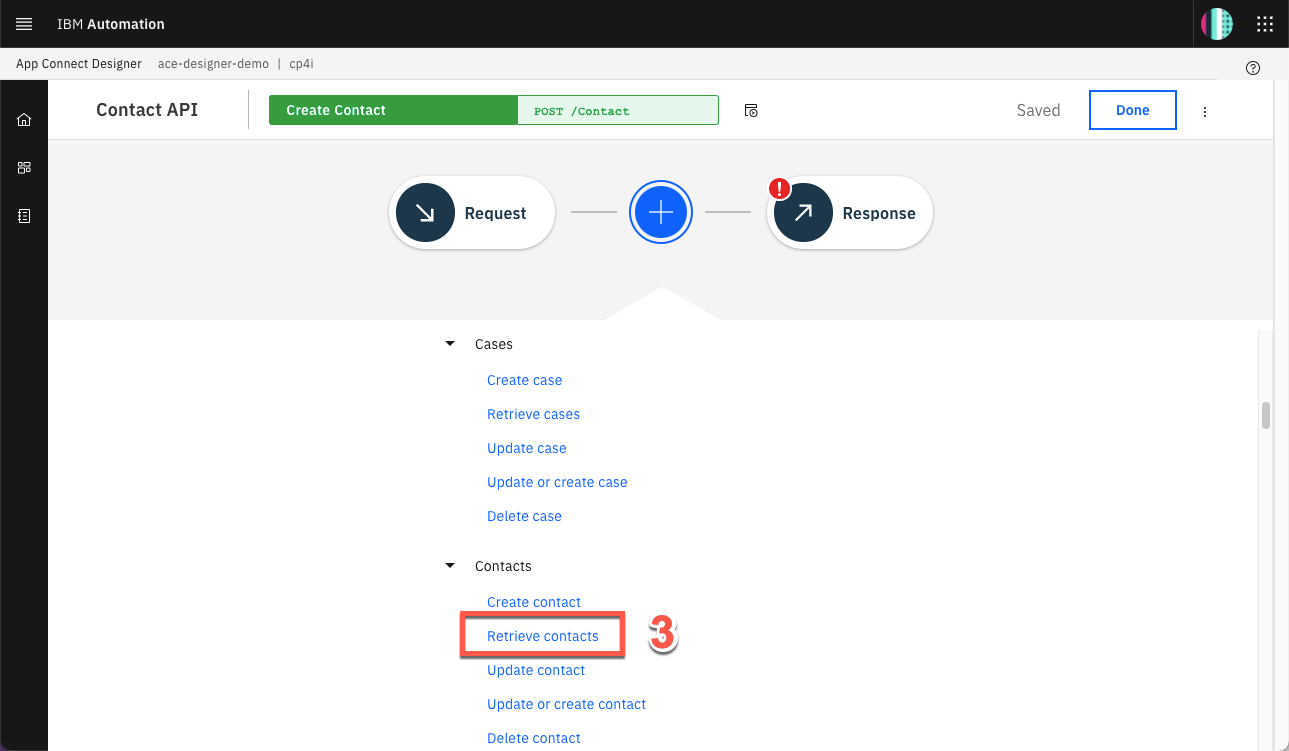 IBM Automation
App Connect Designer ace-designer-demo | cp4i
Contact API Create Contact POST /Contact Saved Done
Request ! Response
Cases
Create case
Retrieve cases
Update case
Update or create case
Delete case
Contacts
Create contact
Retrieve contacts 3
Update contact
Update or create contact
Delete contact